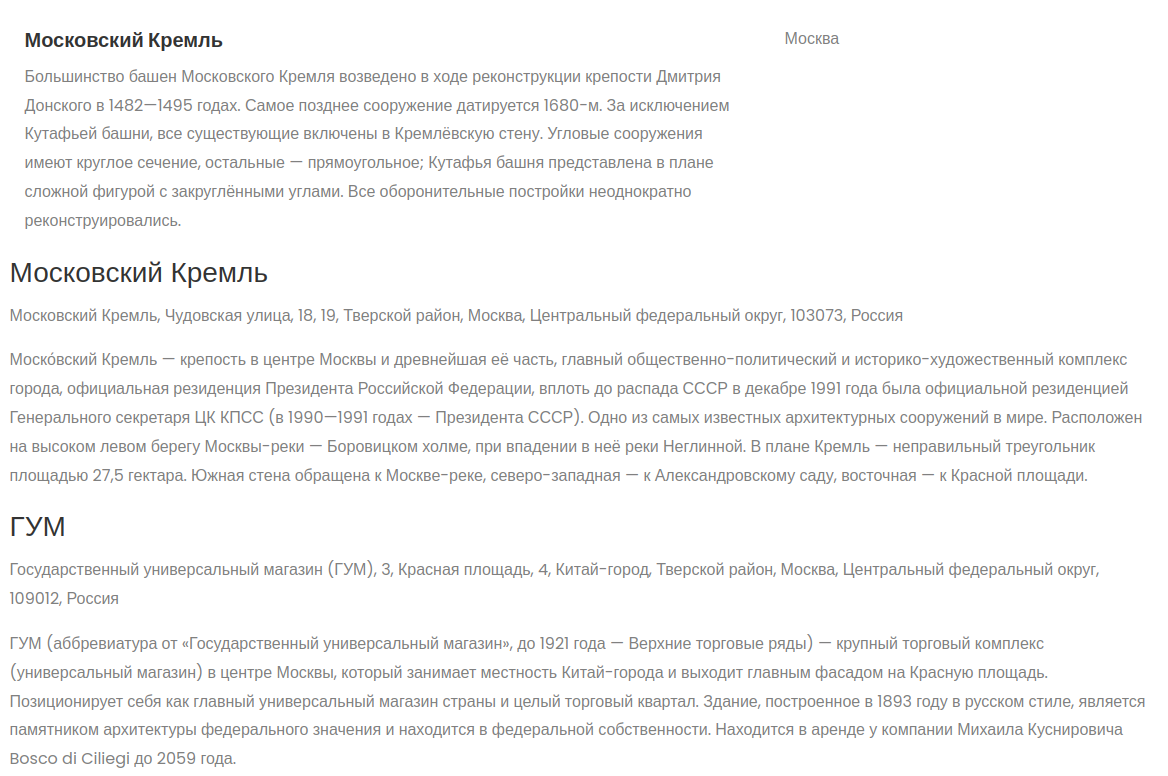 Московский Кремль
Москва
Большинство башен Московского Кремля возведено в ходе реконструкции крепости Дмитрия
Донского в 1482—1495 годах. Самое позднее сооружение датируется 1680-м. За исключением
Кутафьей башни, все существующие включены в Кремлёвскую стену. Угловые сооружения
имеют круглое сечение, остальные — прямоугольное; Кутафья башня представлена в плане
сложной фигурой с закруглёнными углами. Все оборонительные постройки неоднократно
реконструировались.
Московский Кремль
Московский Кремль, Чудовская улица, 18, 19, Тверской район, Москва, Центральный федеральный округ, 103073, Россия
Моско́вский Кремль — крепость в центре Москвы и древнейшая её часть, главный общественно-политический и историко-художественный комплекс
города, официальная резиденция Президента Российской Федерации, вплоть до распада СССР в декабре 1991 года была официальной резиденцией
Генерального секретаря ЦК КПСС (в 1990—1991 годах — Президента СССР). Одно из самых известных архитектурных сооружений в мире. Расположен
на высоком левом берегу Москвы-реки — Боровицком холме, при впадении в неё реки Неглинной. В плане Кремль — неправильный треугольник
площадью 27,5 гектара. Южная стена обращена к Москве-реке, северо-западная — к Александровскому саду, восточная — к Красной площади.
ГУМ
Государственный универсальный магазин (ГУМ), 3, Красная площадь, 4, Китай-город, Тверской район, Москва, Центральный федеральный округ,
109012, Россия
ГУМ (аббревиатура от «Государственный универсальный магазин», до 1921 года — Верхние торговые ряды) — крупный торговый комплекс
(универсальный магазин) в центре Москвы, который занимает местность Китай-города и выходит главным фасадом на Красную площадь.
Позиционирует себя как главный универсальный магазин страны и целый торговый квартал. Здание, построенное в 1893 году в русском стиле, является
памятником архитектуры федерального значения и находится в федеральной собственности. Находится в аренде у компании Михаила Куснировича
Bosco di Ciliegi до 2059 года.